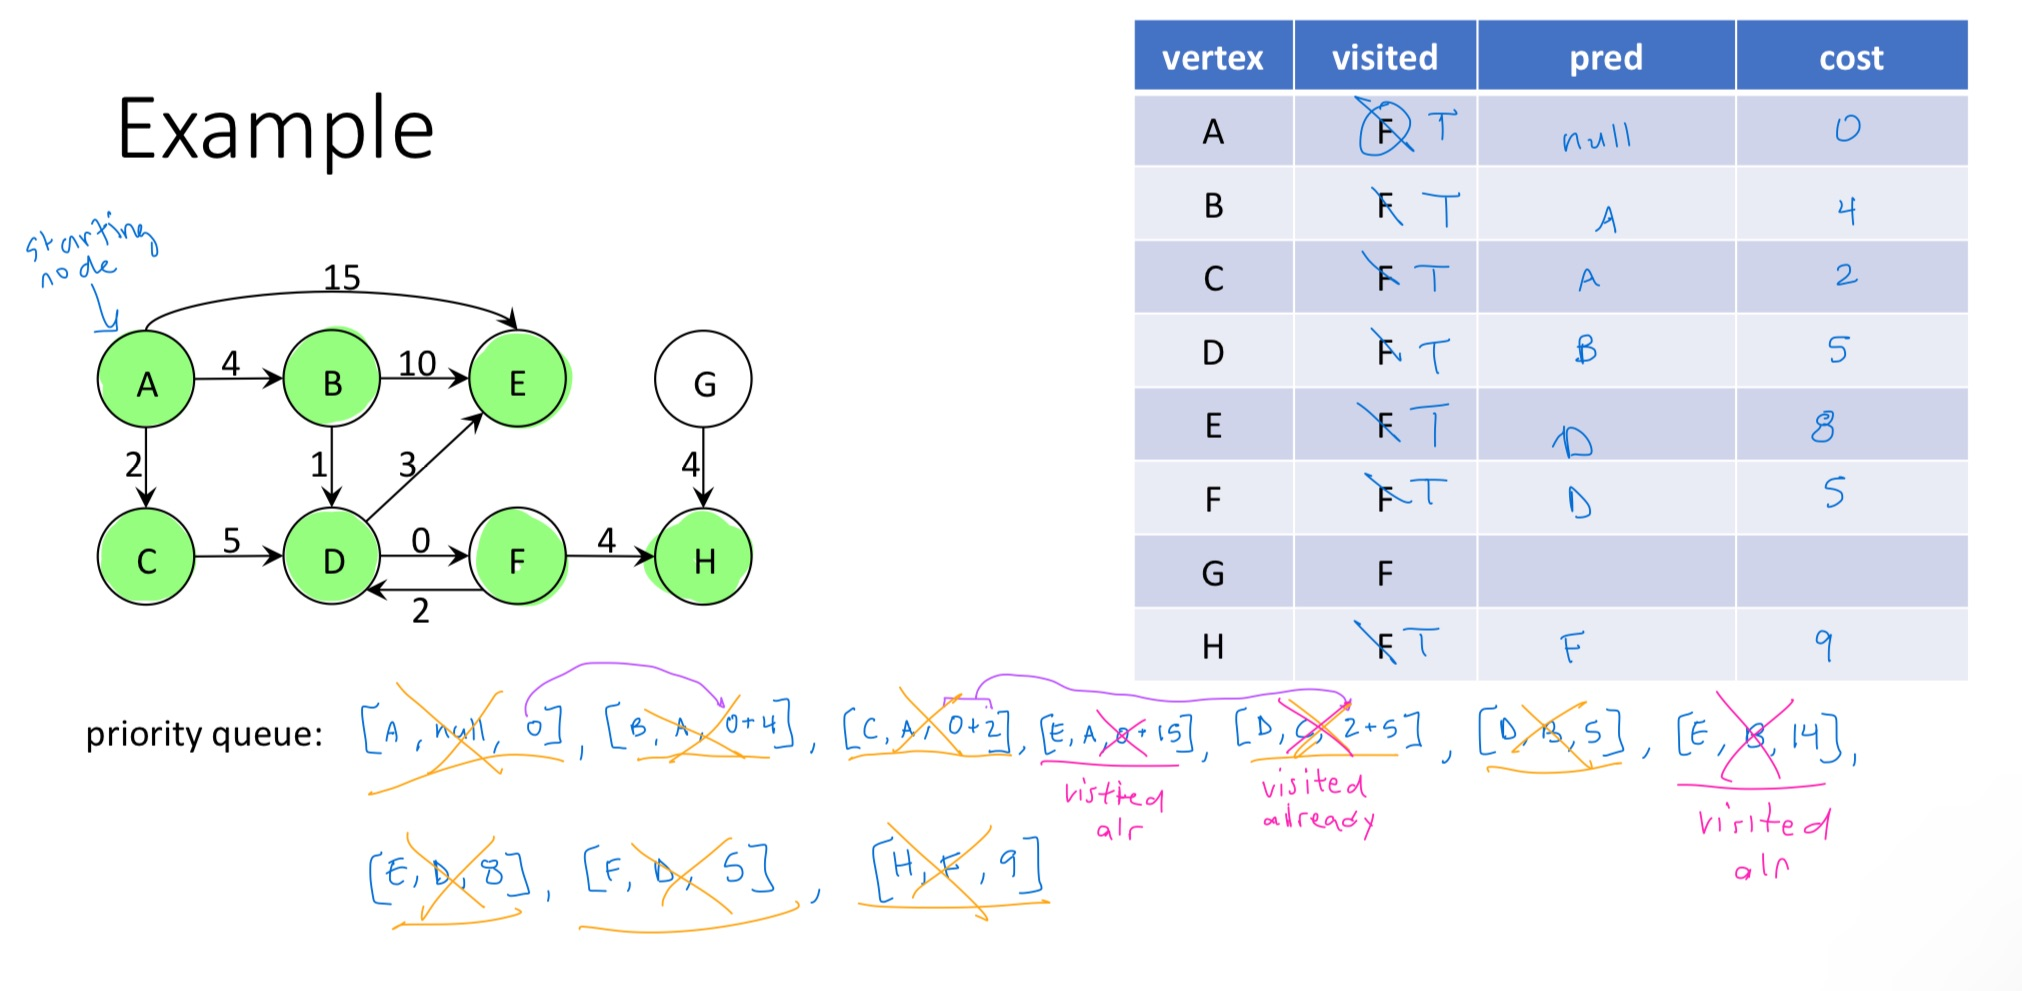 Example
starting
node
15
A 4 B 10 E G
2 1 3 4
C 5 D 0 F 4 H
2
vertex visited pred cost
A F T null 0
B F T A 4
C F T A 2
D F T B 5
E F T D 8
F F T D 5
G F
H F T F 9
priority queue: [A, null, 0], [B, A, 0+4], [C, A, 0+2], [E, A, 0+15], [D, C, 2+5], [D, B, 5], [E, B, 14],
vistted
alr
visited
already
visited
alr
[E, D, 8], [F, D, 5], [H, F, 9]